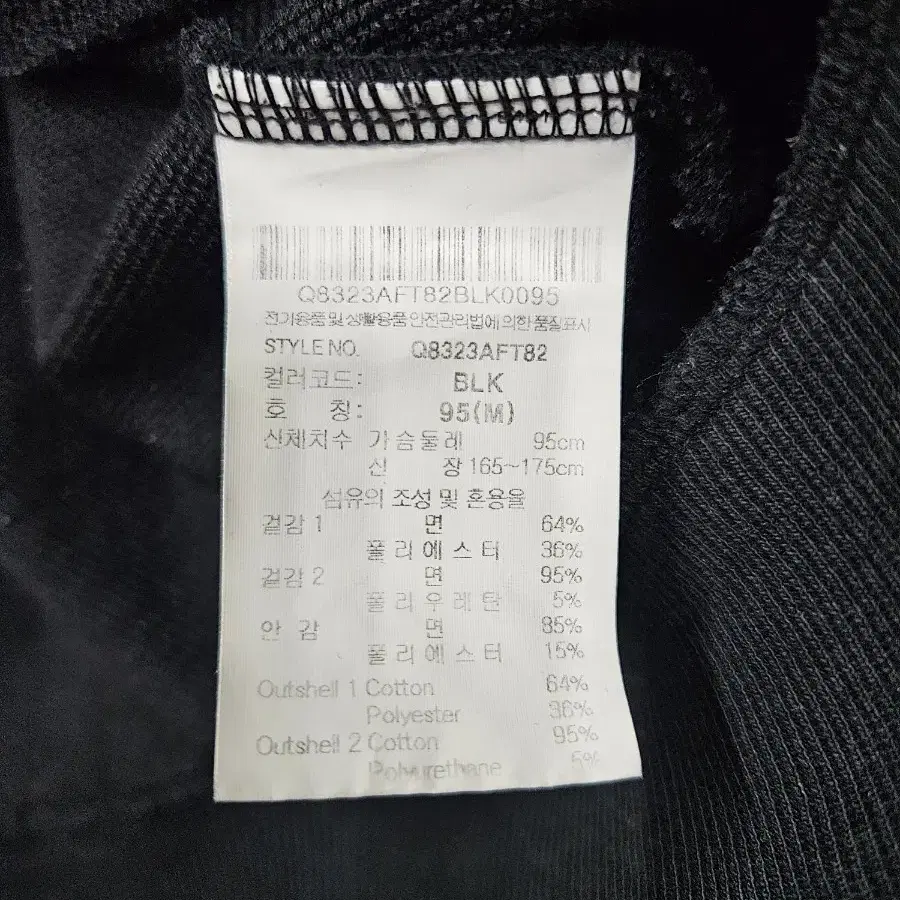 Q8323AFT82BLK0095
전기용품및생활용품안전관리법에의한품질표시
STYLE NO. Q8323AFT82
컬러코드: BLK
호 칭: 95(M)
신체치수 가슴둘레 95cm
신 장 165~175cm
섬유의 조성 및 혼용율
겉감 1 면 64%
폴리에스터 36%
겉감 2 면 95%
폴리우레탄 5%
안 감 면 85%
폴리에스터 15%
Outshell 1 Cotton 64%
Polyester 36%
Outshell 2 Cotton 95%
Polyurethane 5%